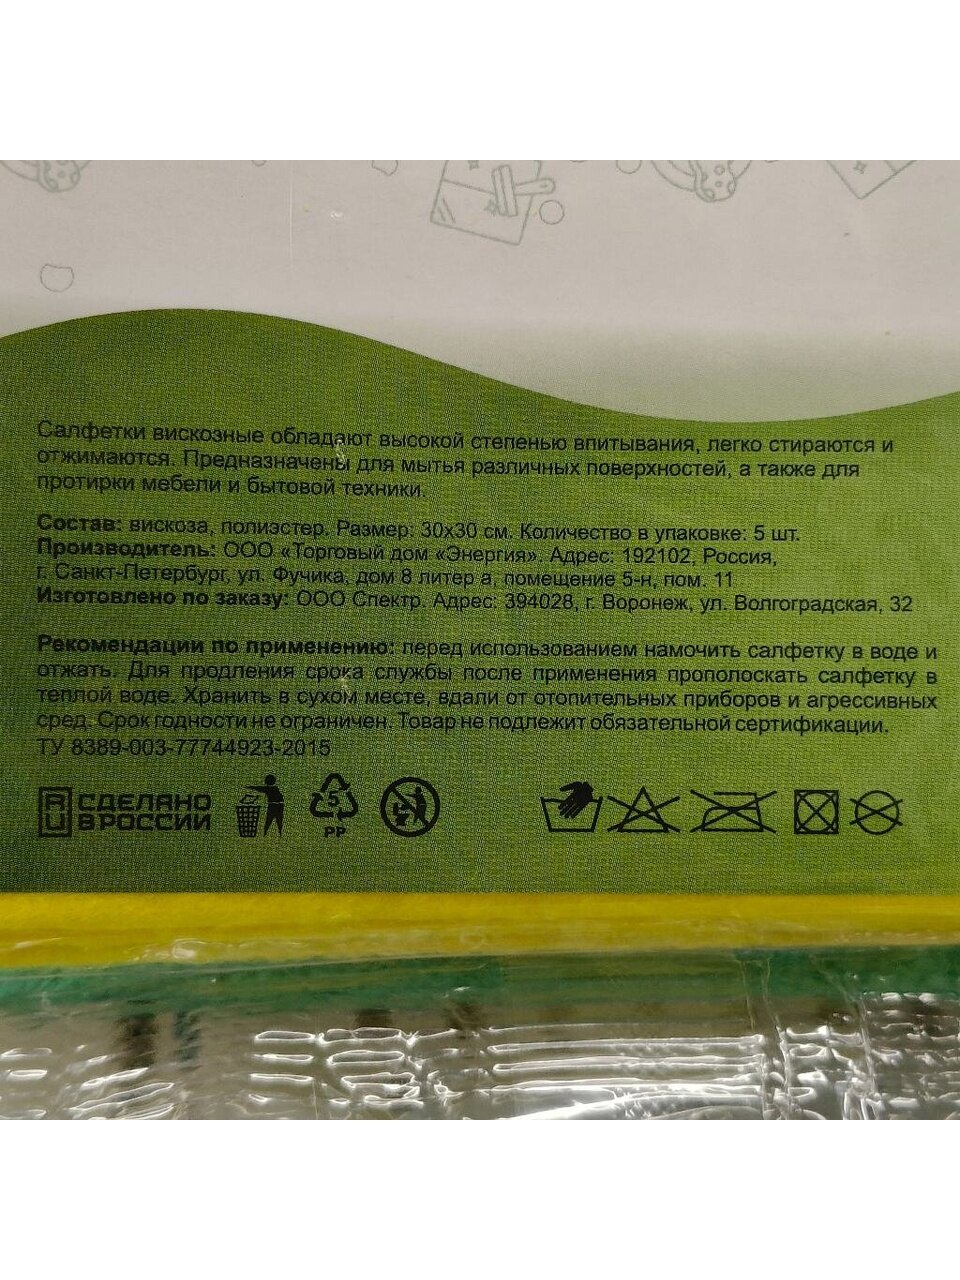 Салфетки вискозные обладают высокой степенью впитывания, легко стираются и
отжимаются. Предназначены для мытья различных поверхностей, а также для
протирки мебели и бытовой техники.
Состав: вискоза, полиэстер. Размер: 30х30 см. Количество в упаковке: 5 шт.
Производитель: ООО «Торговый дом «Энергия». Адрес: 192102, Россия,
г. Санкт-Петербург, ул. Фучика, дом 8 литер а, помещение 5-н, пом. 11
Изготовлено по заказу: ООО Спектр. Адрес: 394028, г. Воронеж, ул. Волгоградская, 32
Рекомендации по применению: перед использованием намочить салфетку в воде и
отжать. Для продления срока службы после применения прополоскать салфетку в
теплой воде. Хранить в сухом месте, вдали от отопительных приборов и агрессивных
сред. Срок годности не ограничен. Товар не подлежит обязательной сертификации.
ТУ 8389-003-77744923-2015
RU СДЕЛАНО
В РОССИИ
5
PP